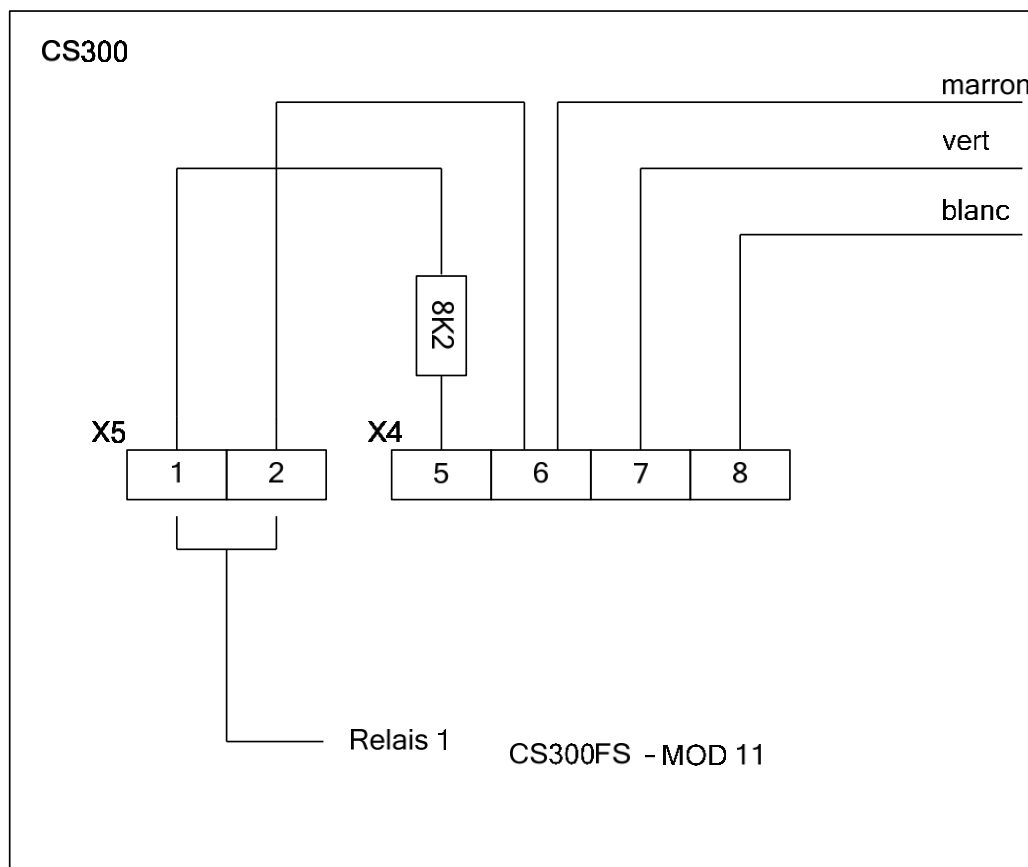 CS300
marron
vert
blanc
8K2
X5
X4
1
2
5
6
7
8
Relais 1
CS300FS - MOD 11